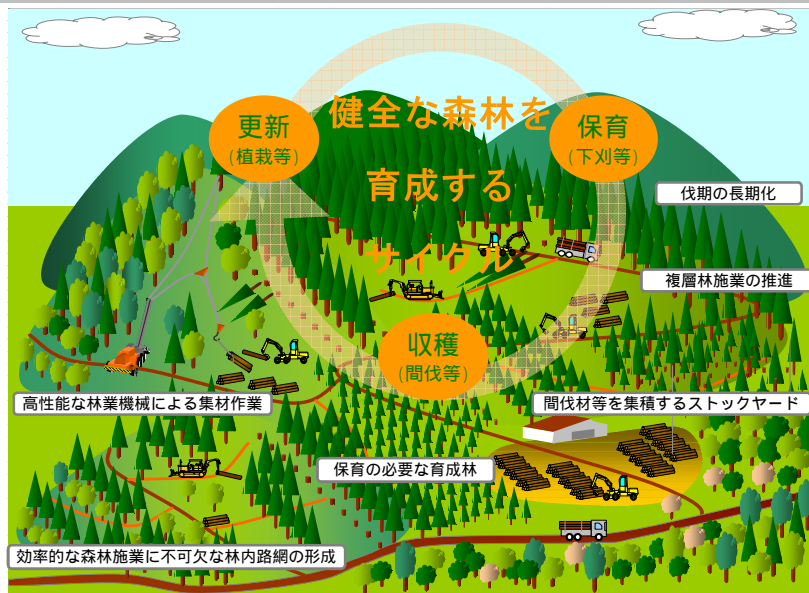 健全な森林を
育成する
サイクル
更新
(植栽等)
保育
(下刈等)
伐期の長期化
複層林施業の推進
収穫
(間伐等)
高性能な林業機械による集材作業
間伐材等を集積するストックヤード
保育の必要な育成林
効率的な森林施業に不可欠な林内路網の形成